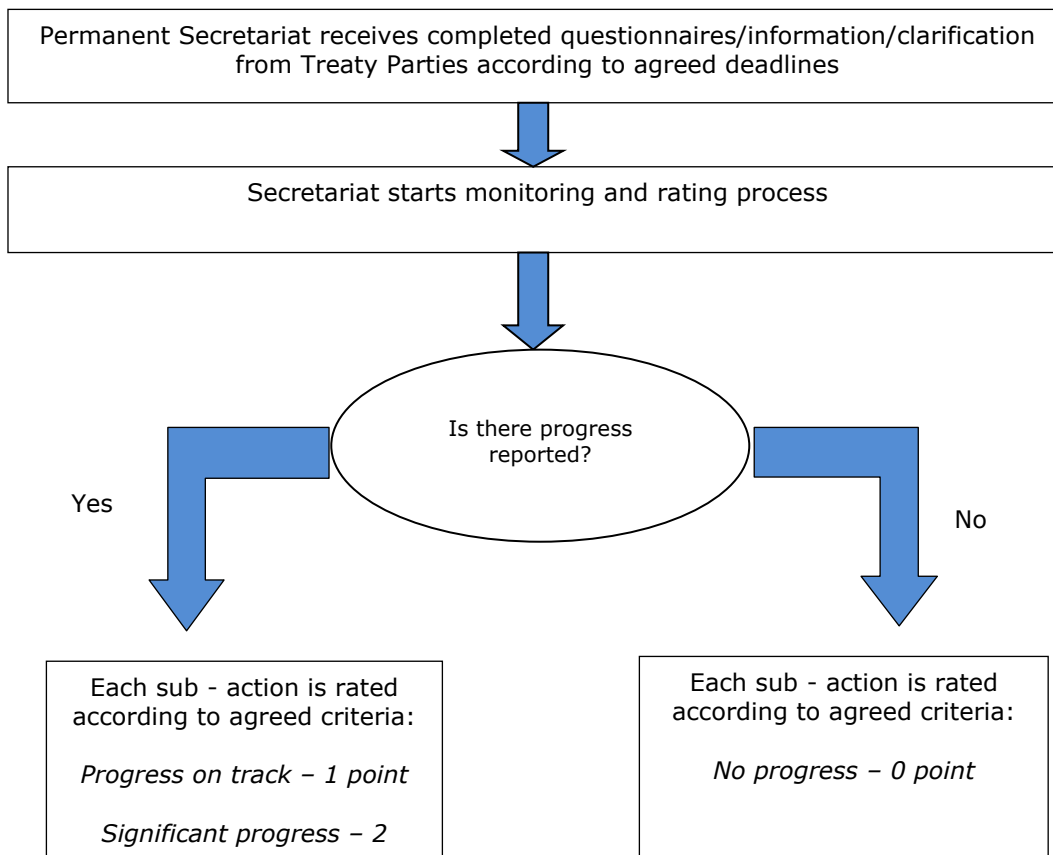 Permanent Secretariat receives completed questionnaires/information/clarification
from Treaty Parties according to agreed deadlines
Secretariat starts monitoring and rating process
Is there progress
reported?
Yes
No
Each sub - action is rated
according to agreed criteria:
Progress on track – 1 point
Significant progress – 2
Each sub - action is rated
according to agreed criteria:
No progress – 0 point